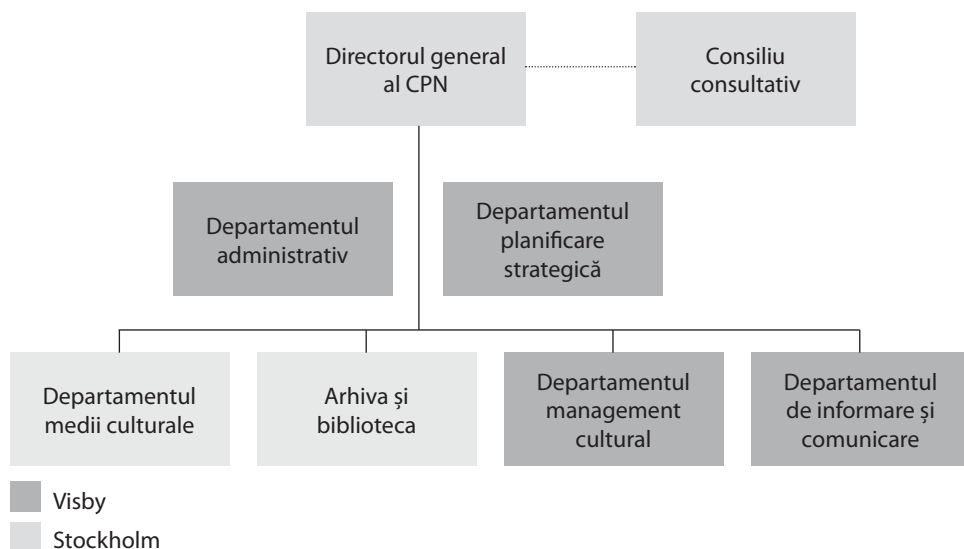 Directorul general
al CPN
Consiliu
consultativ
Departamentul
administrativ
Departamentul
planificare
strategică
Departamentul
medii culturale
Arhiva și
biblioteca
Departamentul
management
cultural
Departamentul
de informare și
comunicare
Visby
Stockholm